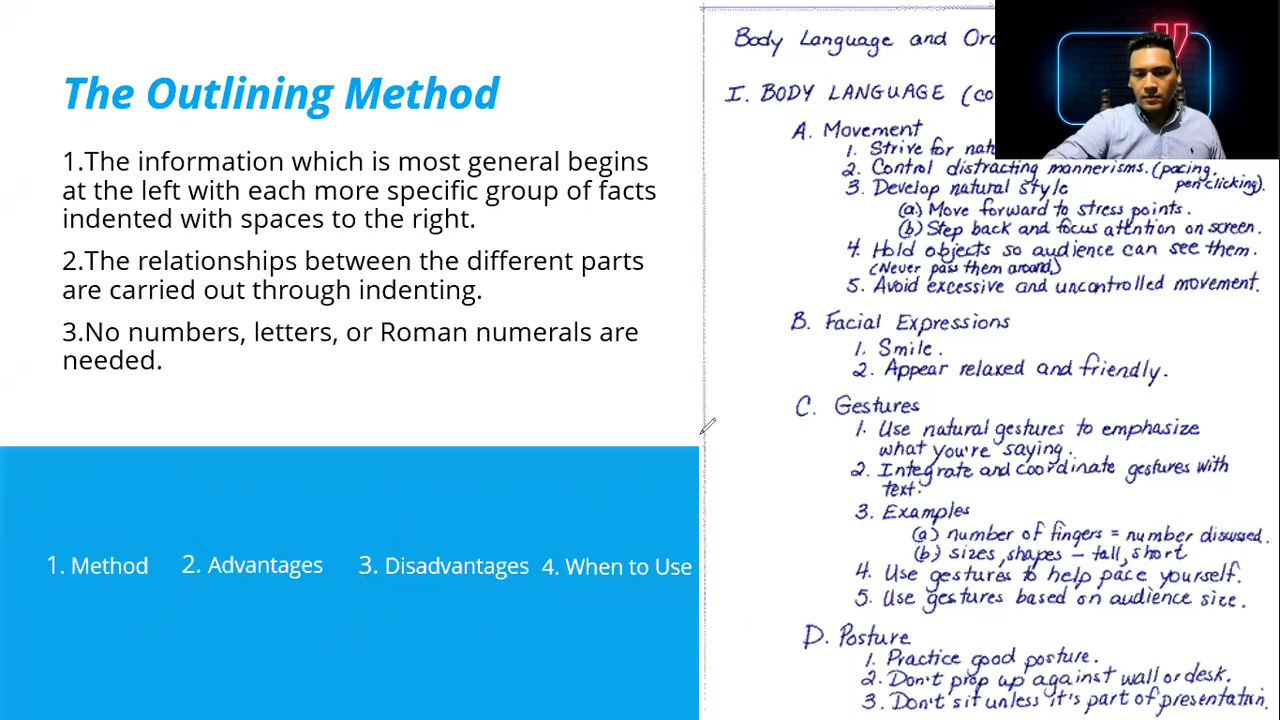 The Outlining Method
1.The information which is most general begins
at the left with each more specific group of facts
indented with spaces to the right.
2.The relationships between the different parts
are carried out through indenting.
3.No numbers, letters, or Roman numerals are
needed.
1. Method
2. Advantages
3. Disadvantages
4. When to Use
Body Language and
I. BODY LANGUAGE
A. Movement
1. Strive for
2. Control distracting mannerisms. (pacing,
pen clicking).
3. Develop natural style
(a) Move forward to stress points.
(b) Step back and focus attention on screen.
4. Hold objects so audience can see them.
(Never pass them around)
5. Avoid excessive and uncontrolled movement.
B. Facial Expressions
1. Smile.
2. Appear relaxed and friendly.
C. Gestures
1. Use natural gestures to emphasize
what you're saying.
2. Integrate and coordinate gestures with
text.
3. Examples
(a) number of fingers = number discussed.
(b) sizes, shapes – tall, short
4. Use gestures to help pace yourself.
5. Use gestures based on audience size.
D. Posture
1. Practice good posture.
2. Don't prop up against wall or desk.
3. Don't sit unless it's part of presentation.